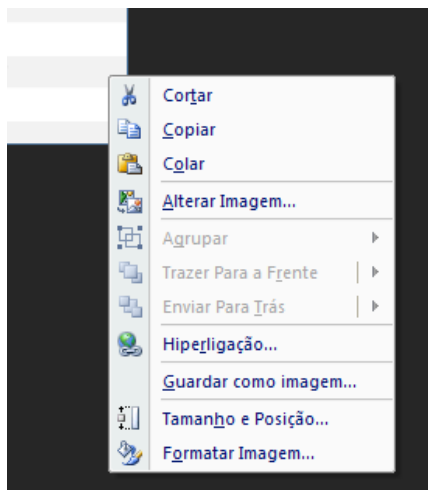 Cortar
Copiar
Colar
Alterar Imagem...
Agrupar
Trazer Para a Frente
Enviar Para Trás
Hiperligação...
Guardar como imagem...
Tamanho e Posição...
Formatar Imagem...